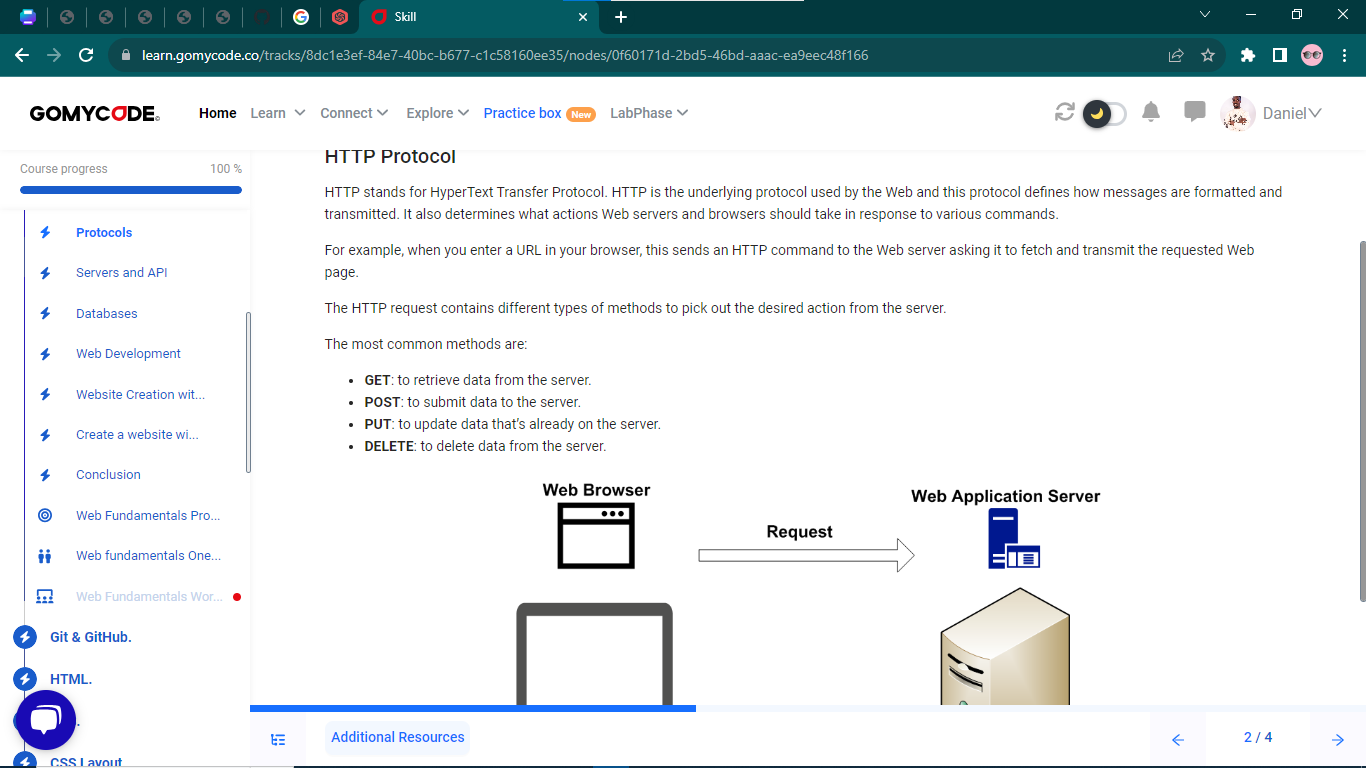 Skill
learn.gomycode.co/tracks/8dc1e3ef-84e7-40bc-b677-c1c58160ee35/nodes/0f60171d-2bd5-46bd-aaac-ea9eec48f166
GOMYCODE.
Home Learn Connect Explore Practice box New LabPhase Daniel
Course progress 100 %
Protocols
Servers and API
Databases
Web Development
Website Creation wit...
Create a website wi...
Conclusion
Web Fundamentals Pro...
Web fundamentals One...
Web Fundamentals Wor...
Git & GitHub.
HTML.
CSS Layout
HTTP Protocol
HTTP stands for HyperText Transfer Protocol. HTTP is the underlying protocol used by the Web and this protocol defines how messages are formatted and
transmitted. It also determines what actions Web servers and browsers should take in response to various commands.
For example, when you enter a URL in your browser, this sends an HTTP command to the Web server asking it to fetch and transmit the requested Web
page.
The HTTP request contains different types of methods to pick out the desired action from the server.
The most common methods are:
GET: to retrieve data from the server.
POST: to submit data to the server.
PUT: to update data that’s already on the server.
DELETE: to delete data from the server.
Web Browser
Web Application Server
Request
Additional Resources
2 / 4